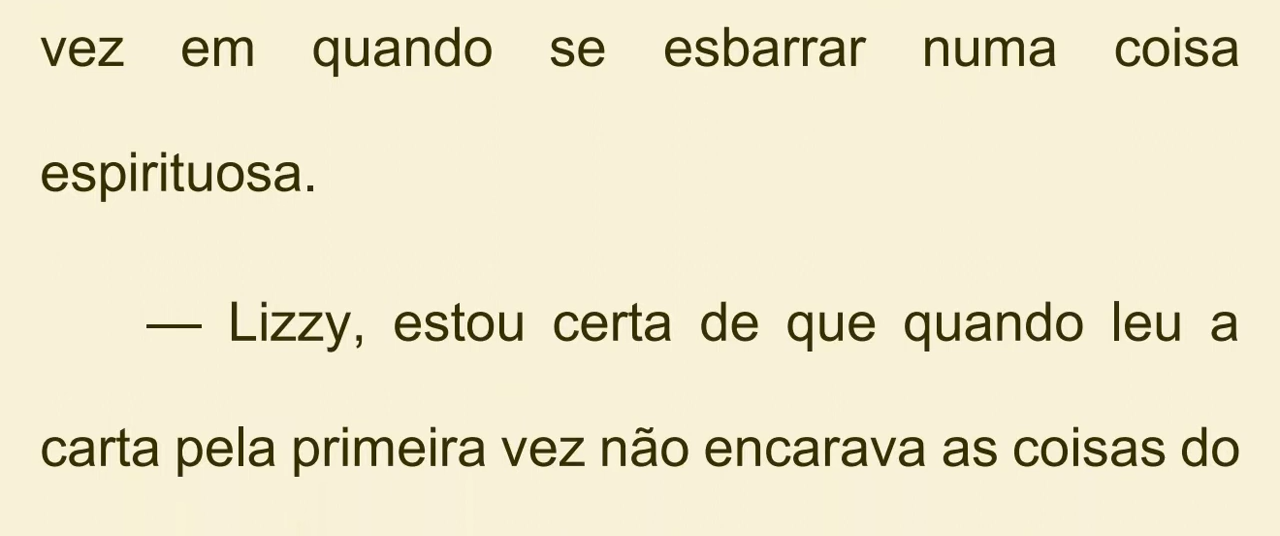 vez em quando se esbarrar numa coisa
espirituosa.
— Lizzy, estou certa de que quando leu a
carta pela primeira vez não encarava as coisas do